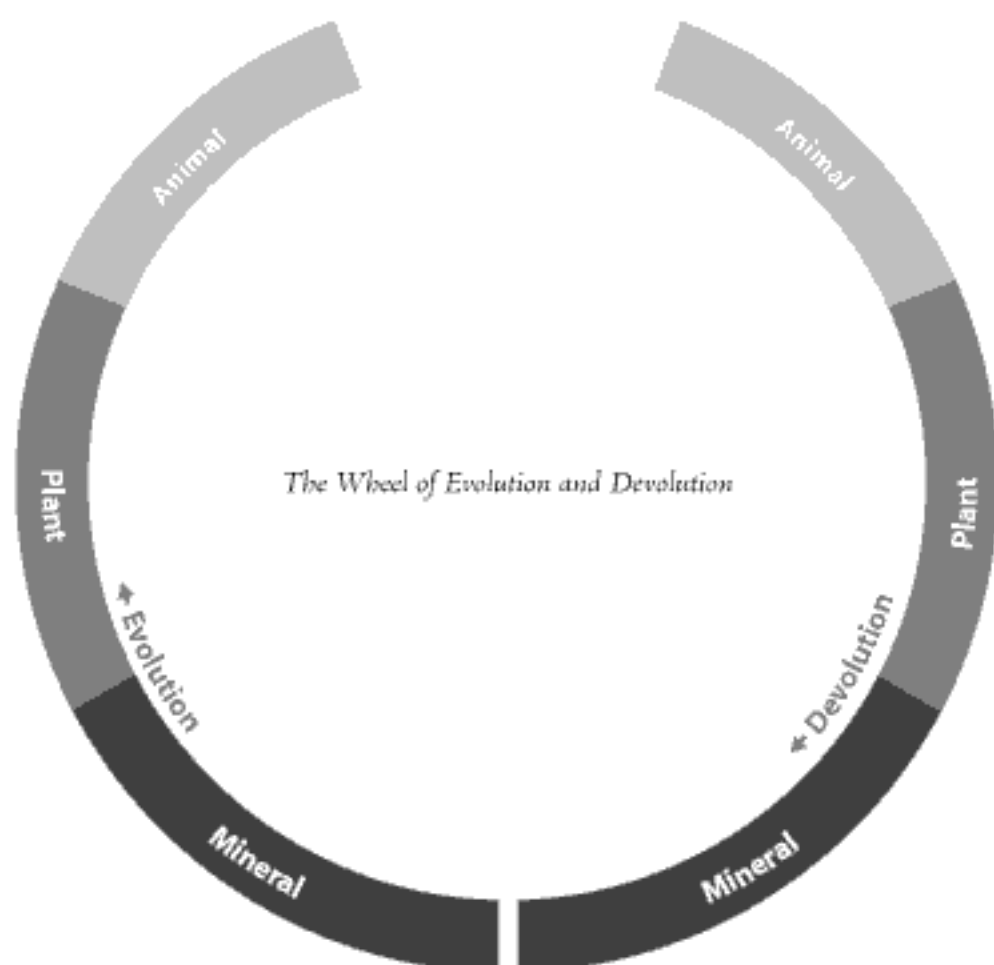 Animal
Animal
The Wheel of Evolution and Devolution
Plant
Plant
Evolution
Devolution
Mineral
Mineral